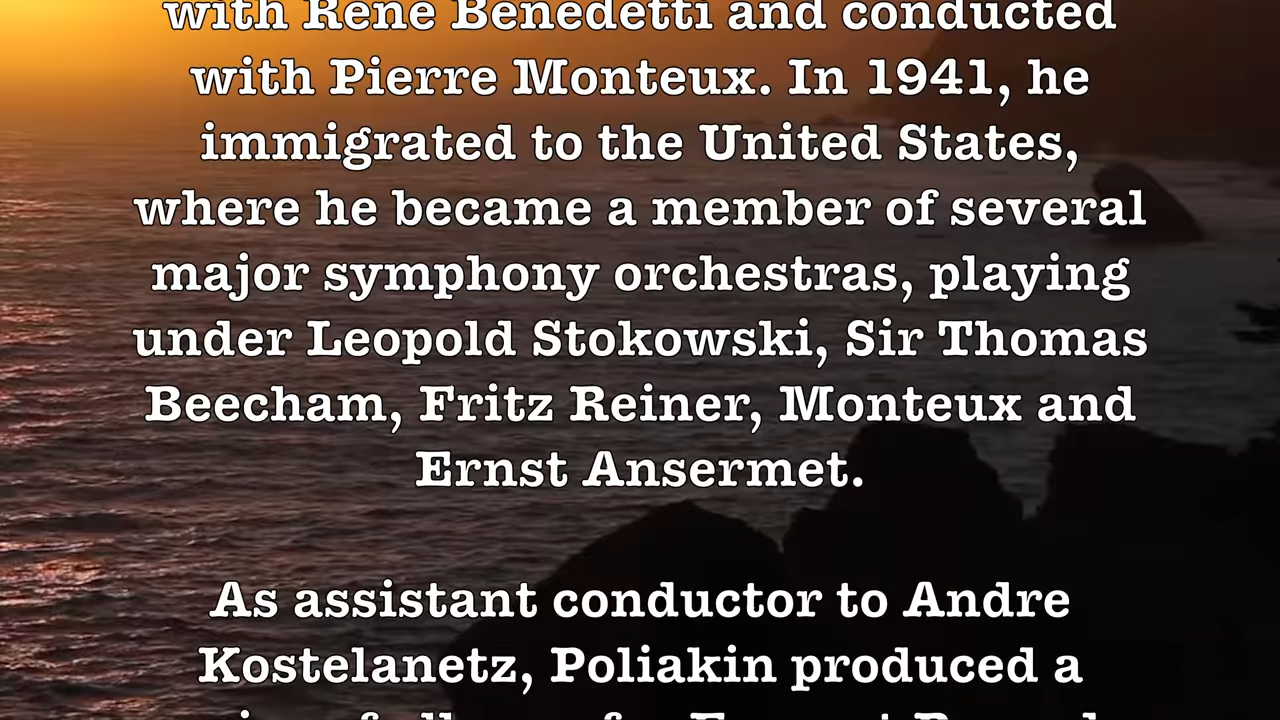 with René Benedetti and conducted
with Pierre Monteux. In 1941, he
immigrated to the United States,
where he became a member of several
major symphony orchestras, playing
under Leopold Stokowski, Sir Thomas
Beecham, Fritz Reiner, Monteux and
Ernst Ansermet.
As assistant conductor to Andre
Kostelanetz, Poliakin produced a